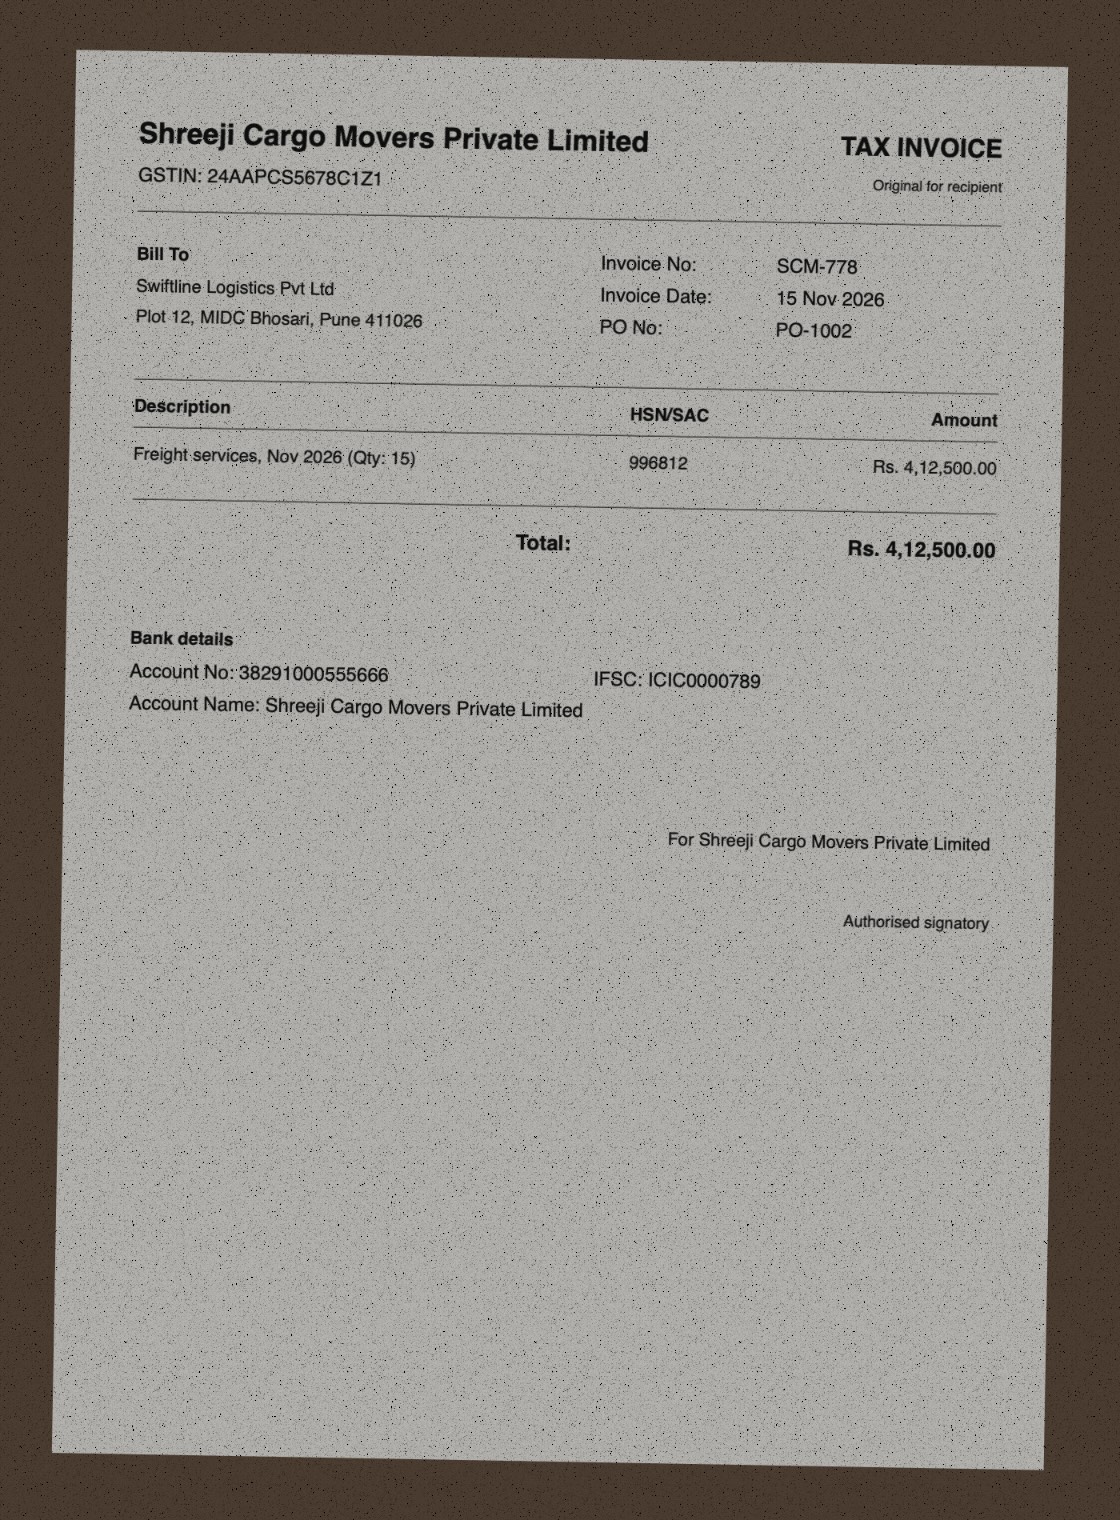 Shreeji Cargo Movers Private Limited
TAX INVOICE
GSTIN: 24AAPCS5678C1Z1
Original for recipient
Bill To
Swiftline Logistics Pvt Ltd
Plot 12, MIDC Bhosari, Pune 411026
Invoice No: SCM-778
Invoice Date: 15 Nov 2026
PO No: PO-1002
Description HSN/SAC Amount
Freight services, Nov 2026 (Qty: 15) 996812 Rs. 4,12,500.00
Total: Rs. 4,12,500.00
Bank details
Account No: 38291000555666 IFSC: ICIC0000789
Account Name: Shreeji Cargo Movers Private Limited
For Shreeji Cargo Movers Private Limited
Authorised signatory